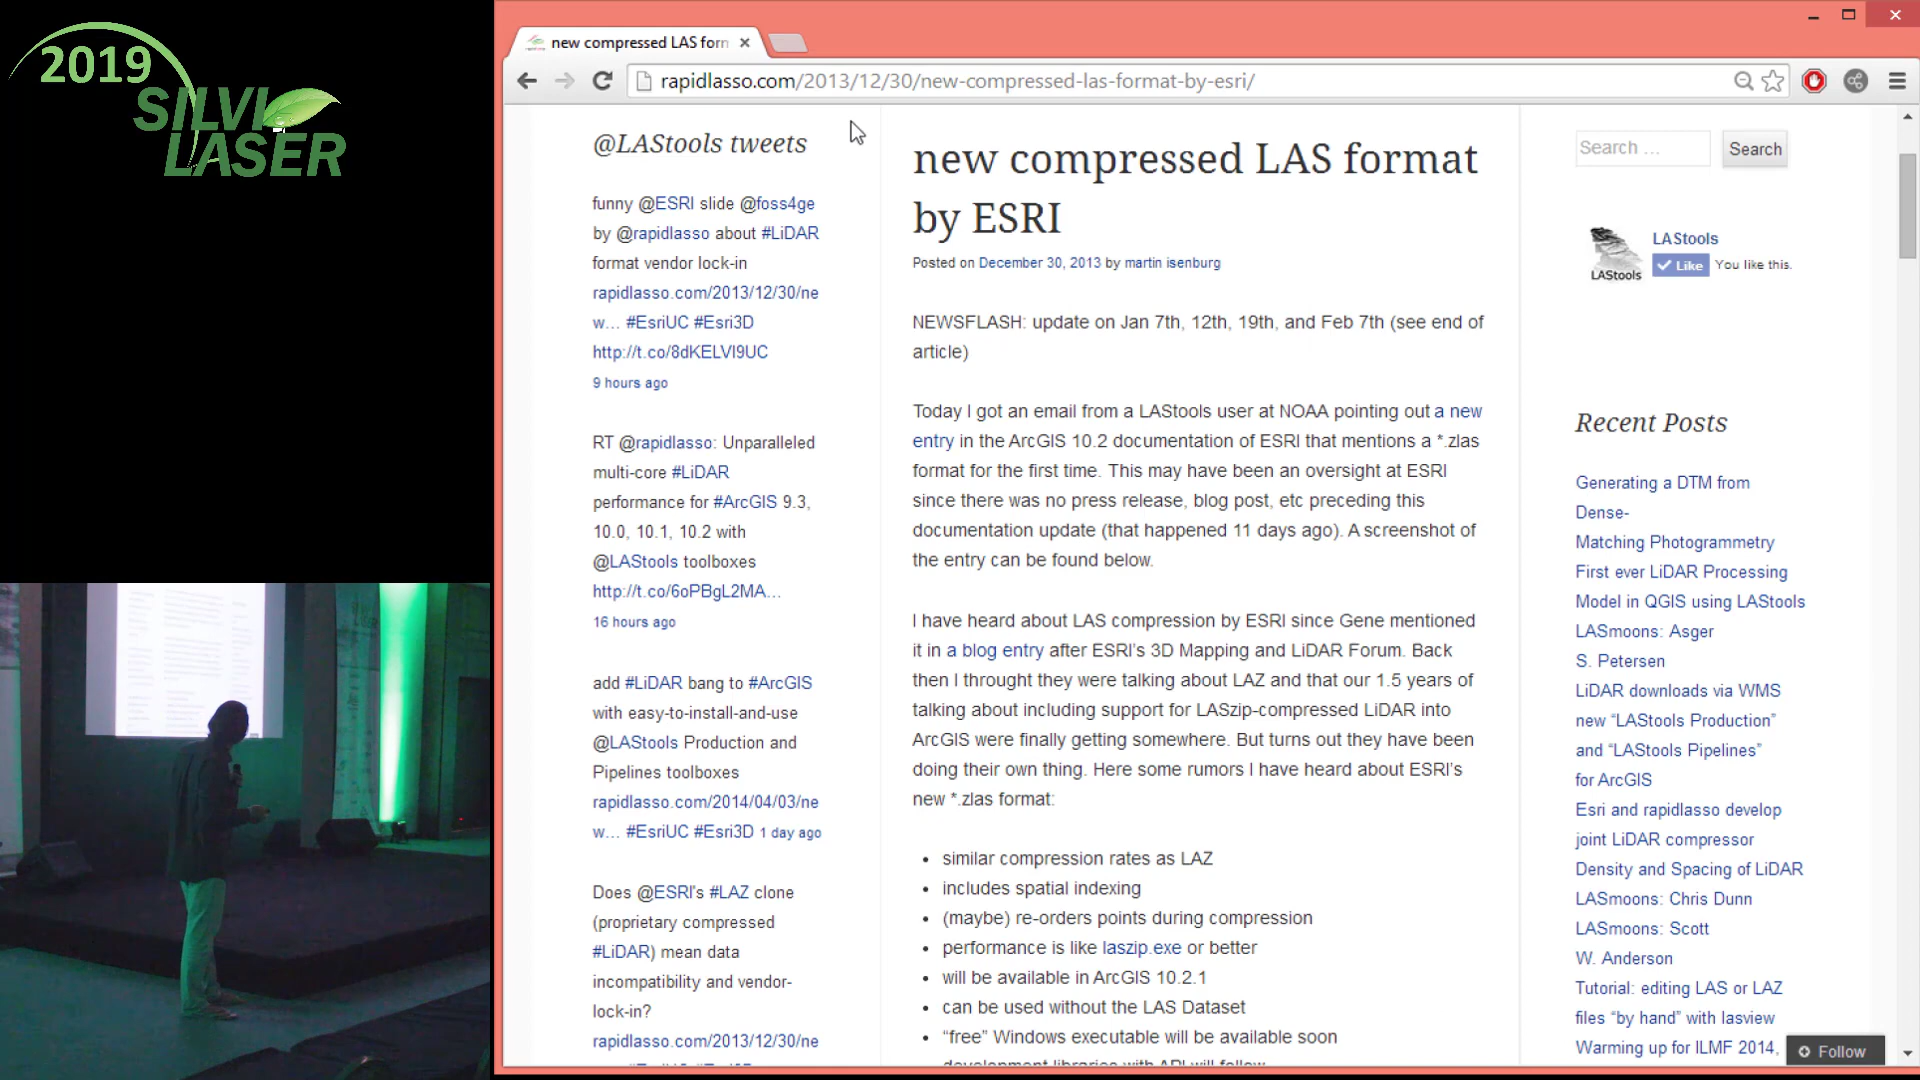 2019
SILVI
LASER
new compressed LAS form
rapidlasso.com/2013/12/30/new-compressed-las-format-by-esri/
@LAStools tweets
funny @ESRI slide @foss4ge
by @rapidlasso about #LiDAR
format vendor lock-in
rapidlasso.com/2013/12/30/ne
w… #EsriUC #Esri3D
http://t.co/8dKELVI9UC
9 hours ago
RT @rapidlasso: Unparalleled
multi-core #LiDAR
performance for #ArcGIS 9.3,
10.0, 10.1, 10.2 with
@LAStools toolboxes
http://t.co/6oPBgL2MA…
16 hours ago
add #LiDAR bang to #ArcGIS
with easy-to-install-and-use
@LAStools Production and
Pipelines toolboxes
rapidlasso.com/2014/04/03/ne
w… #EsriUC #Esri3D 1 day ago
Does @ESRI's #LAZ clone
(proprietary compressed
#LiDAR) mean data
incompatibility and vendor-
lock-in?
rapidlasso.com/2013/12/30/ne
new compressed LAS format
by ESRI
Posted on December 30, 2013 by martin isenburg
NEWSFLASH: update on Jan 7th, 12th, 19th, and Feb 7th (see end of
article)
Today I got an email from a LAStools user at NOAA pointing out a new
entry in the ArcGIS 10.2 documentation of ESRI that mentions a *.zlas
format for the first time. This may have been an oversight at ESRI
since there was no press release, blog post, etc preceding this
documentation update (that happened 11 days ago). A screenshot of
the entry can be found below.
I have heard about LAS compression by ESRI since Gene mentioned
it in a blog entry after ESRI's 3D Mapping and LiDAR Forum. Back
then I throught they were talking about LAZ and that our 1.5 years of
talking about including support for LASzip-compressed LiDAR into
ArcGIS were finally getting somewhere. But turns out they have been
doing their own thing. Here some rumors I have heard about ESRI's
new *.zlas format:
• similar compression rates as LAZ
• includes spatial indexing
• (maybe) re-orders points during compression
• performance is like laszip.exe or better
• will be available in ArcGIS 10.2.1
• can be used without the LAS Dataset
• “free” Windows executable will be available soon
• development libraries with API will follow
Search ...
Search
LAStools
LAStools
Like
You like this.
Recent Posts
Generating a DTM from
Dense-
Matching Photogrammetry
First ever LiDAR Processing
Model in QGIS using LAStools
LASmoons: Asger
S. Petersen
LiDAR downloads via WMS
new “LAStools Production”
and “LAStools Pipelines”
for ArcGIS
Esri and rapidlasso develop
joint LiDAR compressor
Density and Spacing of LiDAR
LASmoons: Chris Dunn
LASmoons: Scott
W. Anderson
Tutorial: editing LAS or LAZ
files “by hand” with lasview
Warming up for ILMF 2014,
Follow